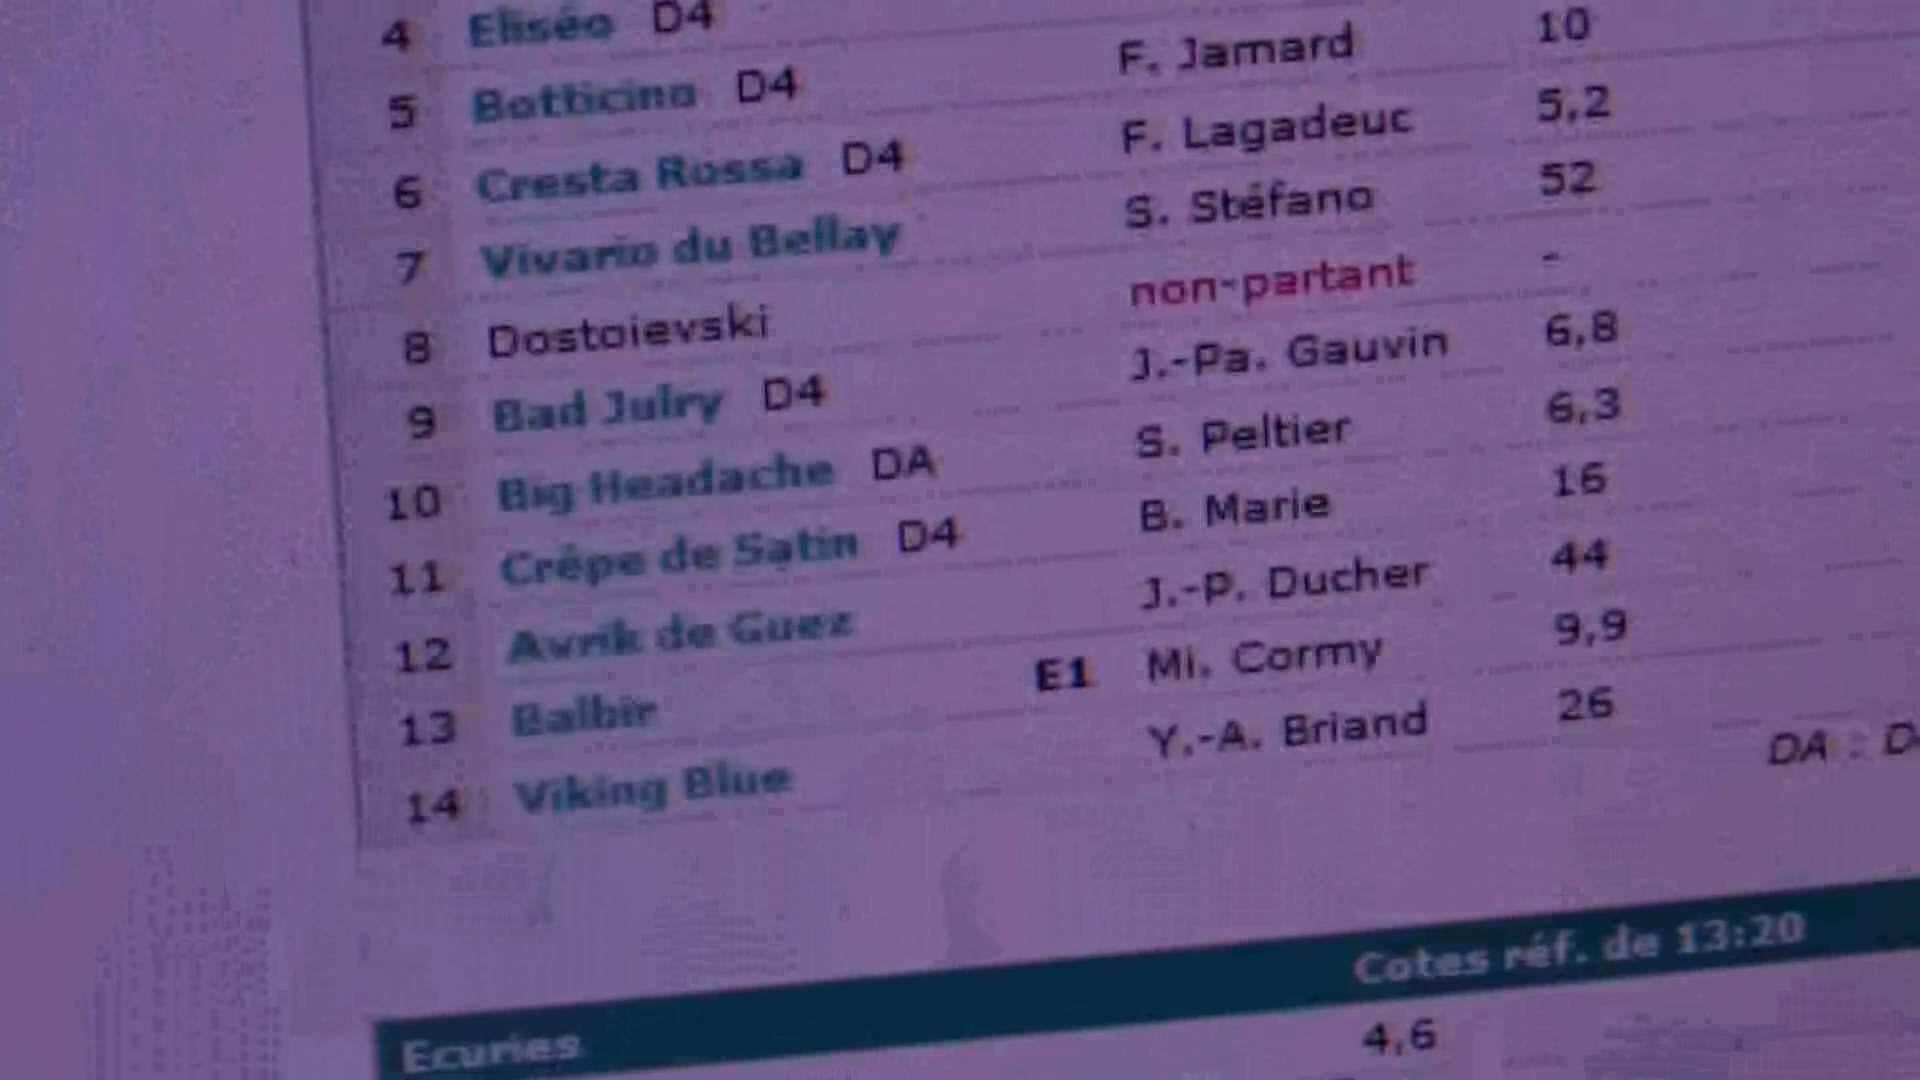 4 Eliséo D4
5 Botticino D4 F. Jamard 10
6 Cresta Rossa D4 F. Lagadeuc 5,2
7 Vivario du Bellay S. Stéfano 52
8 Dostoievski non-partant -
9 Bad Julry D4 J.-Pa. Gauvin 6,8
10 Big Headache DA S. Peltier 6,3
11 Crêpe de Satin D4 B. Marie 16
12 Avrik de Guez J.-P. Ducher 44
13 Balbir E1 Mi. Cormy 9,9
14 Viking Blue Y.-A. Briand 26
DA : D
Ecuries Cotes réf. de 13:20
4,6